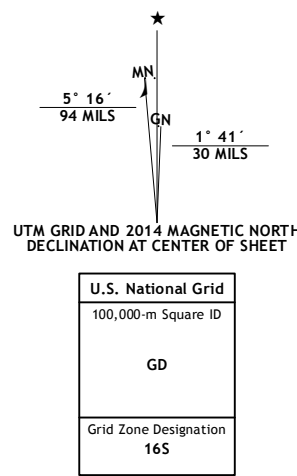 ★
MN.
5° 16´
94 MILS
GN
1° 41´
30 MILS
UTM GRID AND 2014 MAGNETIC NORTH
DECLINATION AT CENTER OF SHEET
U.S. National Grid
100,000-m Square ID
GD
Grid Zone Designation
16S